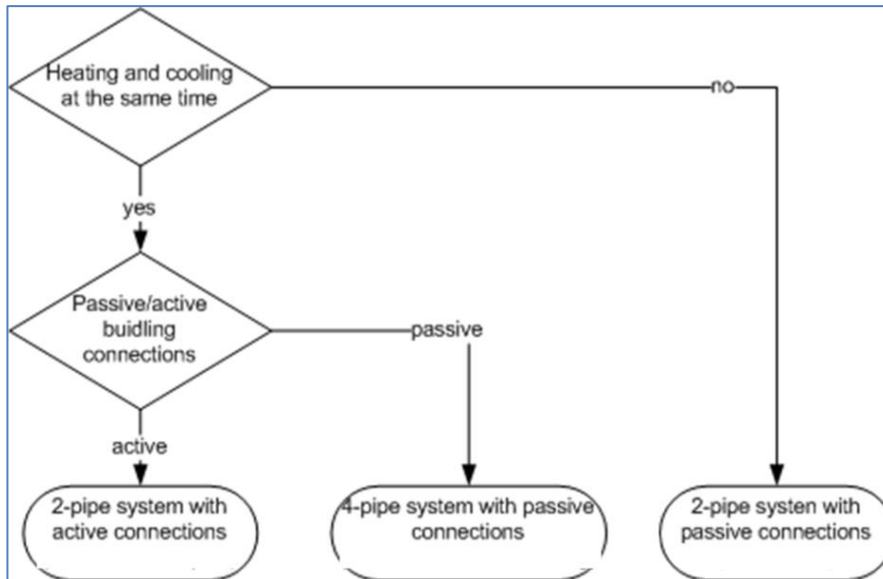 Heating and cooling
at the same time
no
yes
Passive/active
buidling
connections
passive
active
2-pipe system with
active connections
4-pipe system with passive
connections
2-pipe systen with
passive connections